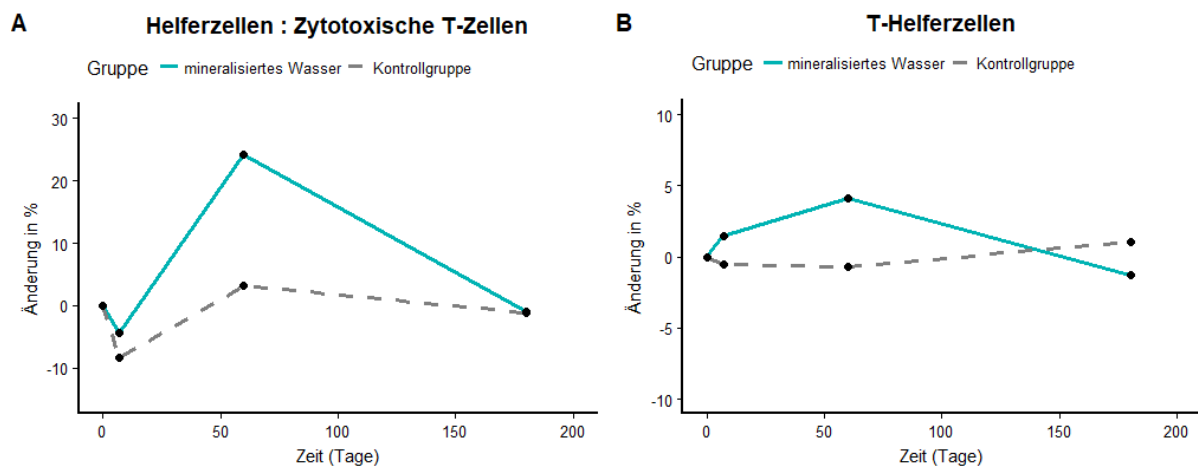 A
Helferzellen : Zytotoxische T-Zellen
Gruppe mineralisiertes Wasser Kontrollgruppe
Änderung in %
30
20
10
0
-10
0 50 100 150 200
Zeit (Tage)
B
T-Helferzellen
Gruppe mineralisiertes Wasser Kontrollgruppe
Änderung in %
10
5
0
-5
-10
0 50 100 150 200
Zeit (Tage)